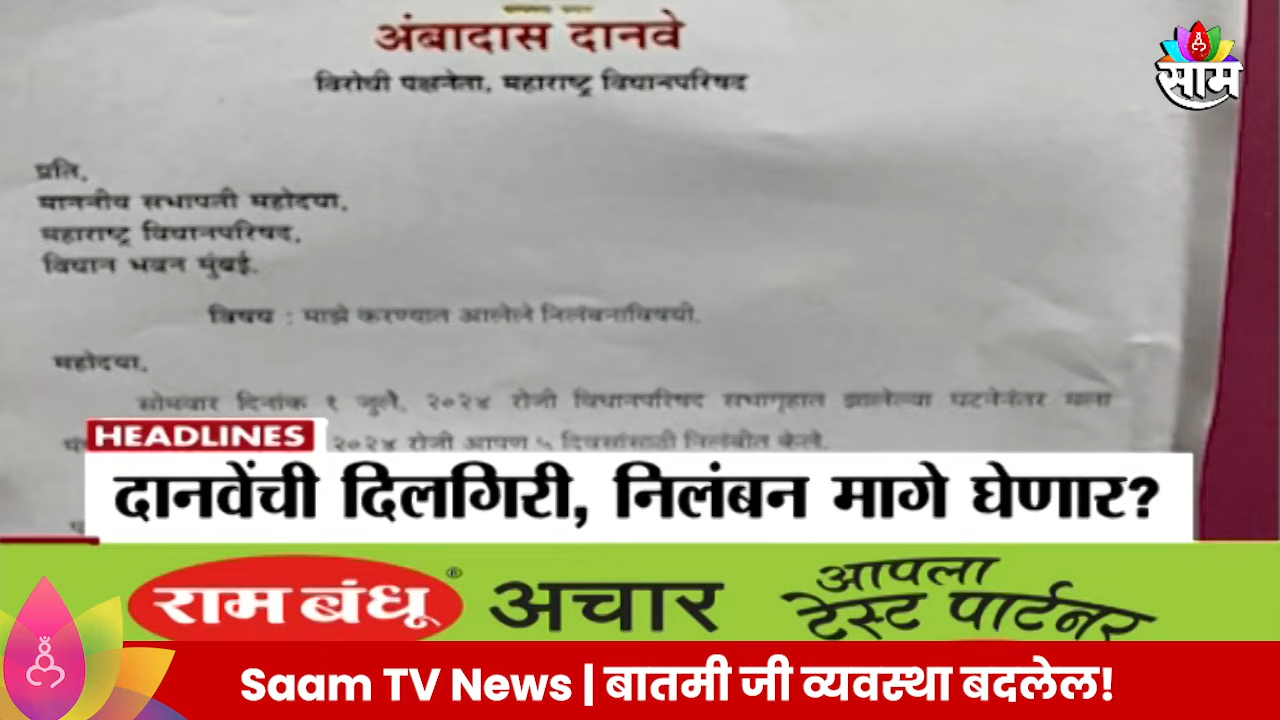 अंबादास दानवे
विरोधी पक्षनेता, महाराष्ट्र विधानपरिषद
साम
प्रति,
माननीय सभापती महोदया,
महाराष्ट्र विधानपरिषद,
विधान भवन मुंबई.
विषय : माझे करण्यात आलेले निलंबनाविषयी.
महोदया,
सोमवार दिनांक १ जुलै, २०२४ रोजी विधानपरिषद सभागृहात झालेल्या घटनेनंतर मला
२०२४ रोजी आपण ५ दिवसांसाठी निलंबीत केले.
HEADLINES
दानवेंची दिलगिरी, निलंबन मागे घेणार?
राम बंधू® अचार
आपला
टेस्ट पार्टनर
Saam TV News | बातमी जी व्यवस्था बदलेल!